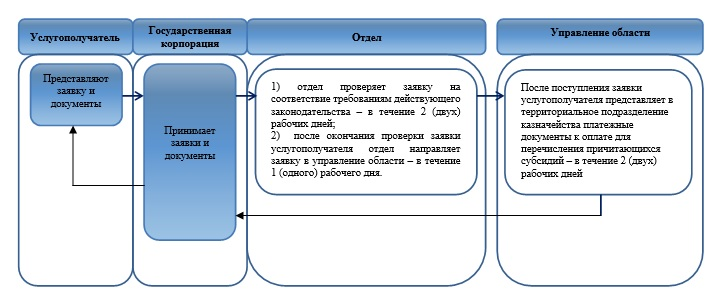 Услугополучатель
Государственная
корпорация
Отдел
Управление области
Представляют
заявку и
документы
Принимает
заявки и
документы
1) отдел проверяет заявку на
соответствие требованиям действующего
законодательства – в течение 2 (двух)
рабочих дней;
2) после окончания проверки заявки
услугополучателя отдел направляет
заявку в управление области – в течение
1 (одного) рабочего дня.
После поступления заявки
услугополучателя представляет в
территориальное подразделение
казначейства платежные
документы к оплате для
перечисления причитающихся
субсидий – в течение 2 (двух)
рабочих дней